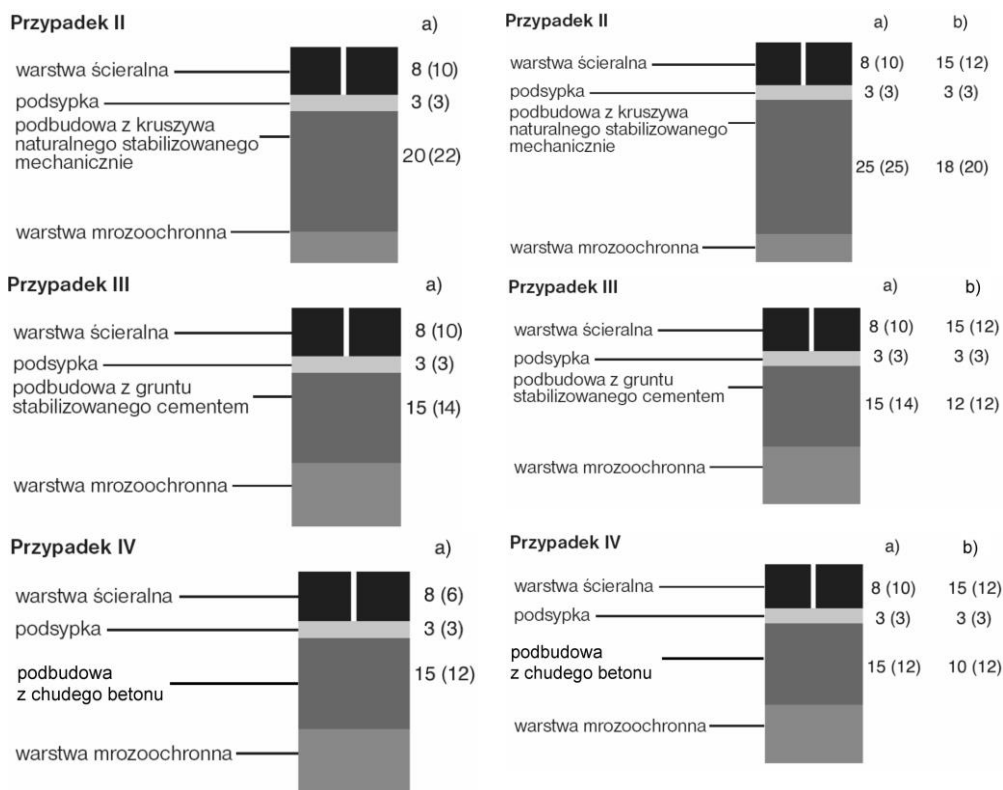 Przypadek II a)
warstwa ścieralna 8 (10)
podsypka 3 (3)
podbudowa z kruszywa
naturalnego stabilizowanego
mechanicznie
20 (22)
warstwa mrozoochronna
Przypadek II a) b)
warstwa ścieralna 8 (10) 15 (12)
podsypka 3 (3) 3 (3)
podbudowa z kruszywa
naturalnego stabilizowanego
mechanicznie
25 (25) 18 (20)
warstwa mrozoochronna
Przypadek III a)
warstwa ścieralna 8 (10)
podsypka 3 (3)
podbudowa z gruntu
stabilizowanego cementem
15 (14)
warstwa mrozoochronna
Przypadek III a) b)
warstwa ścieralna 8 (10) 15 (12)
podsypka 3 (3) 3 (3)
podbudowa z gruntu
stabilizowanego cementem
15 (14) 12 (12)
warstwa mrozoochronna
Przypadek IV a)
warstwa ścieralna 8 (6)
podsypka 3 (3)
podbudowa 15 (12)
z chudego betonu
warstwa mrozoochronna
Przypadek IV a) b)
warstwa ścieralna 8 (10) 15 (12)
podsypka 3 (3) 3 (3)
podbudowa
z chudego betonu 15 (12) 10 (12)
warstwa mrozoochronna